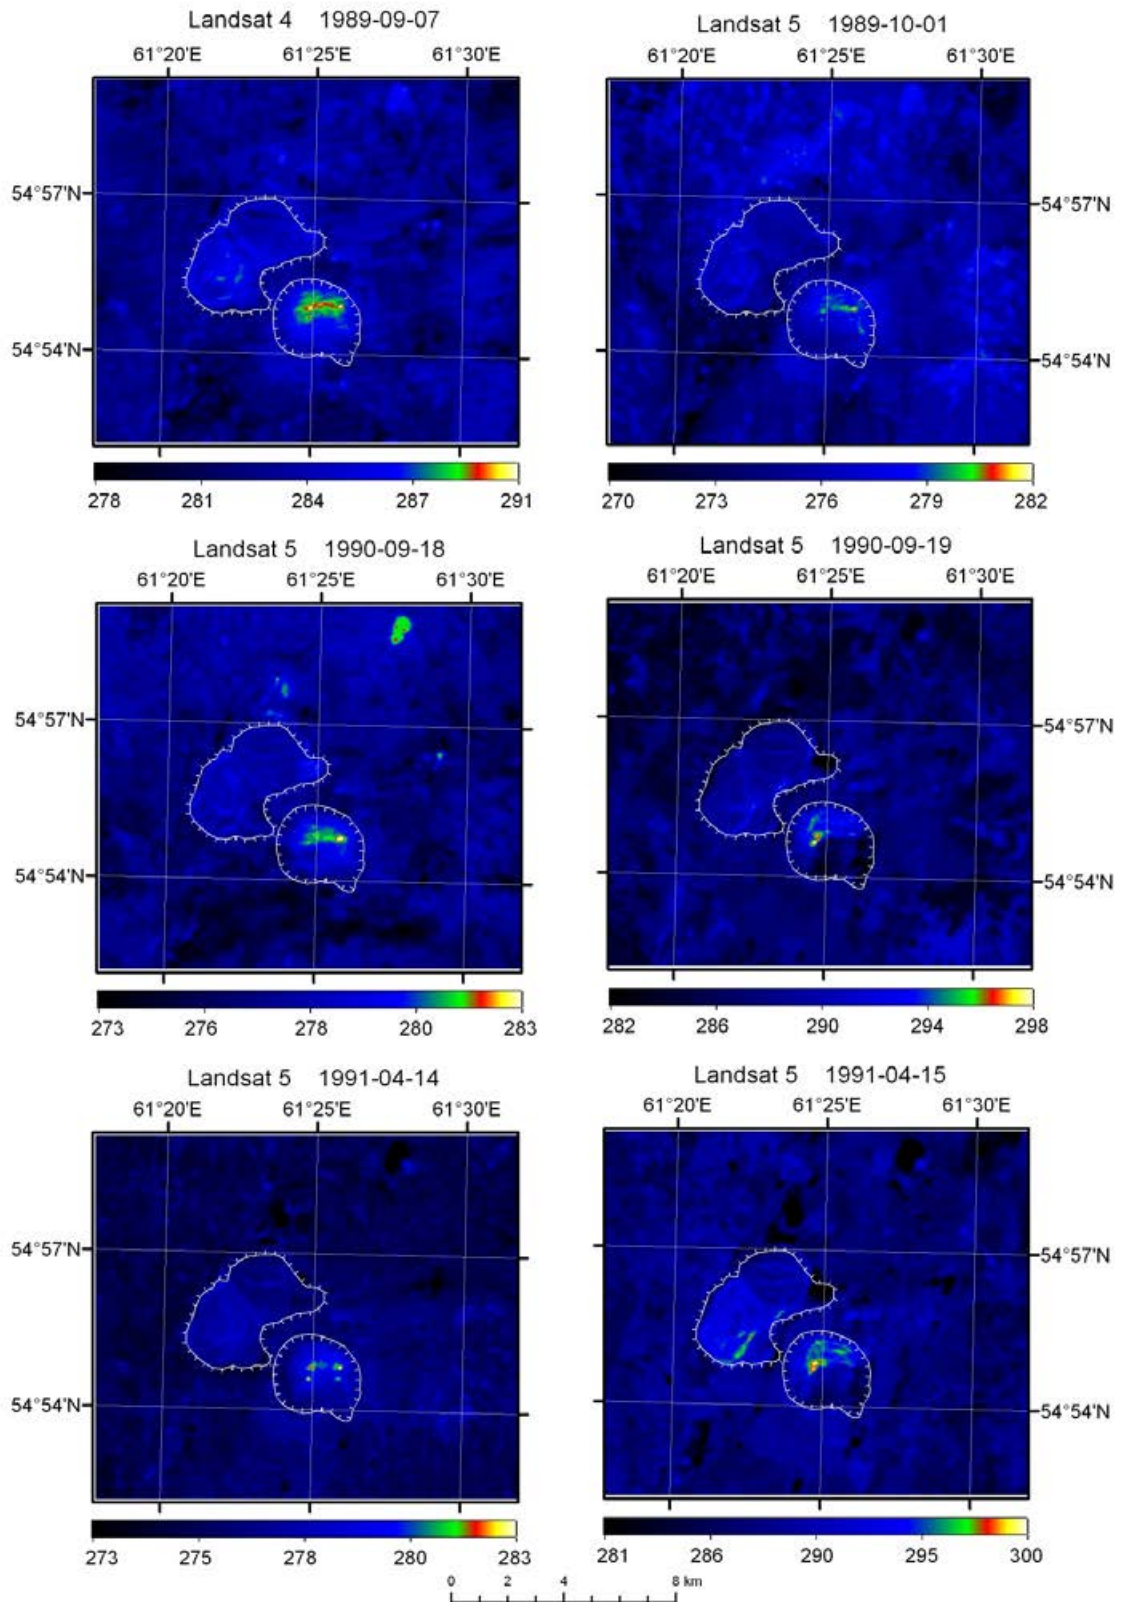 Landsat 4 1989-09-07
61°20'E 61°25'E 61°30'E
54°57'N
54°54'N
278 281 284 287 291
Landsat 5 1989-10-01
61°20'E 61°25'E 61°30'E
54°57'N
54°54'N
270 273 276 279 282
Landsat 5 1990-09-18
61°20'E 61°25'E 61°30'E
54°57'N
54°54'N
273 276 278 280 283
Landsat 5 1990-09-19
61°20'E 61°25'E 61°30'E
54°57'N
54°54'N
282 286 290 294 298
Landsat 5 1991-04-14
61°20'E 61°25'E 61°30'E
54°57'N
54°54'N
273 275 278 280 283
Landsat 5 1991-04-15
61°20'E 61°25'E 61°30'E
54°57'N
54°54'N
281 286 290 295 300
0 2 4 8 km